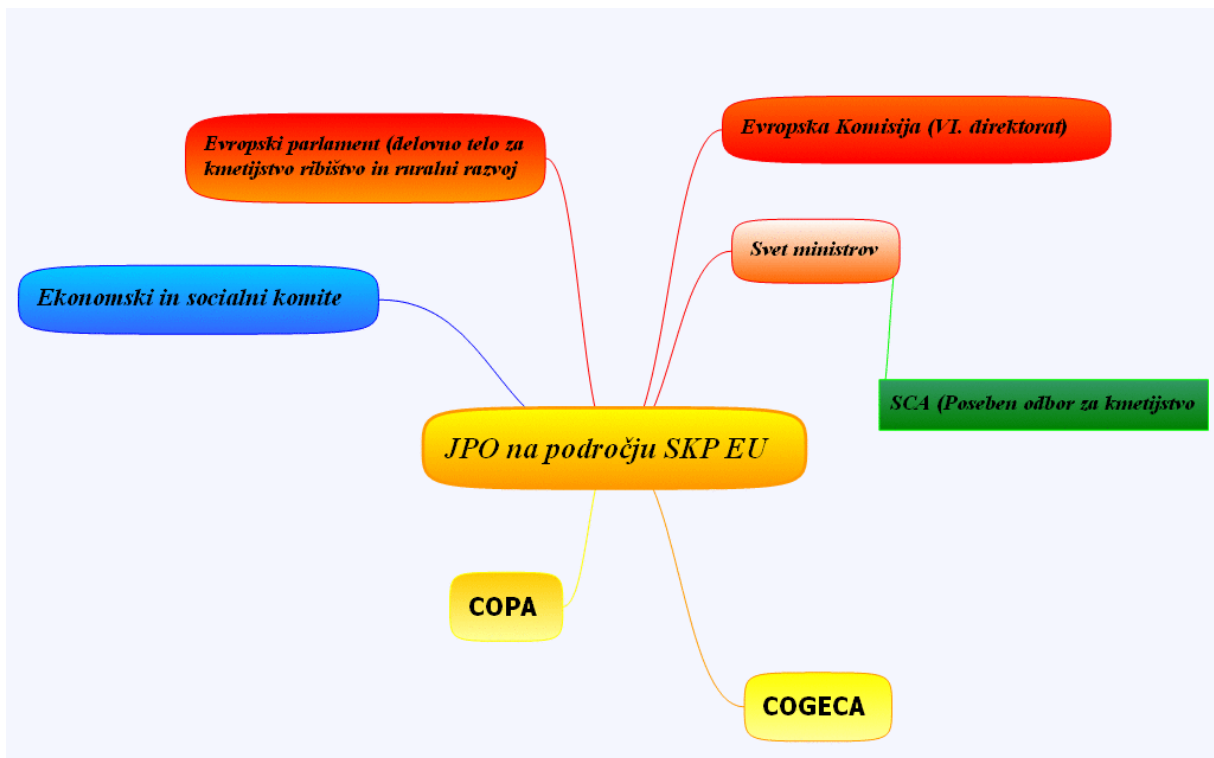 Evropski parlament (delovno telo za
kmetijstvo ribištvo in ruralni razvoj
Evropska Komisija (VI. direktorat)
Svet ministrov
Ekonomski in socialni komite
SCA (Poseben odbor za kmetijstvo
JPO na področju SKP EU
COPA
COGECA